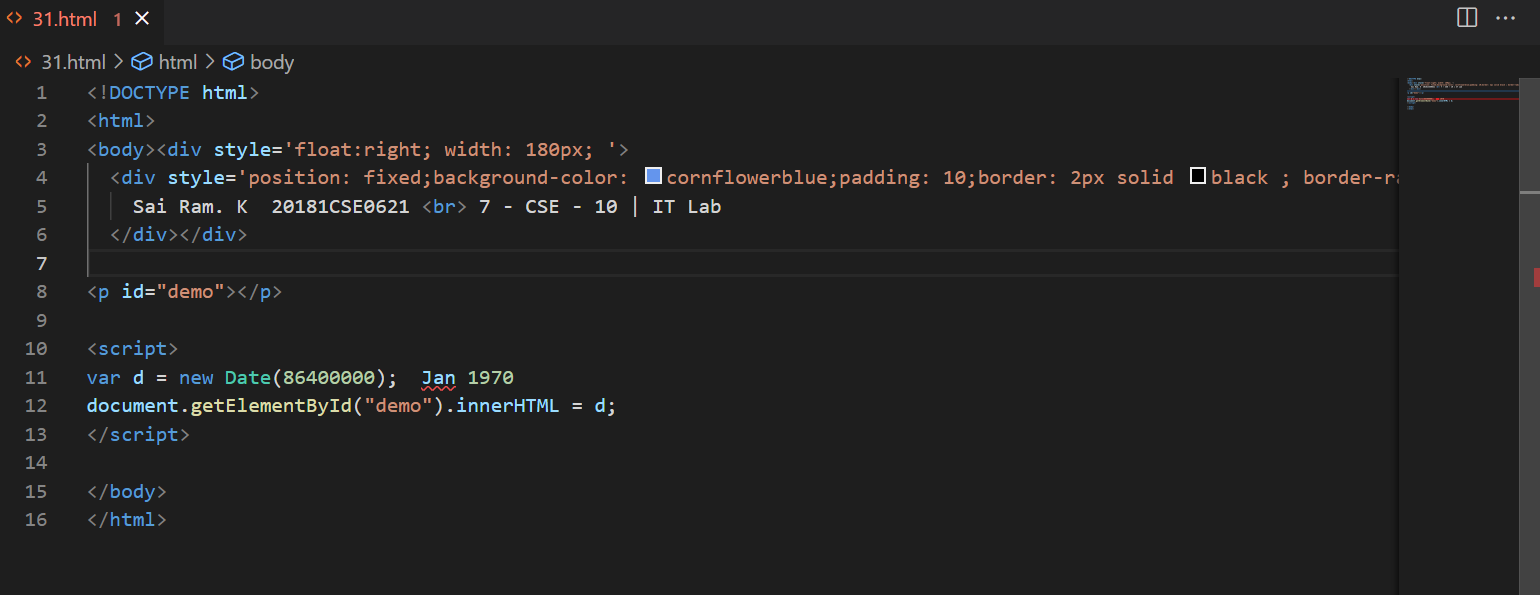 31.html 1
31.html > html > body
1 <!DOCTYPE html>
2 <html>
3 <body><div style='float:right; width: 180px; '>
4 <div style='position: fixed;background-color: cornflowerblue;padding: 10;border: 2px solid black ; border-ra
5 Sai Ram. K  20181CSE0621 <br> 7 - CSE - 10 | IT Lab
6 </div></div>
7
8 <p id="demo"></p>
9
10 <script>
11 var d = new Date(86400000);  Jan 1970
12 document.getElementById("demo").innerHTML = d;
13 </script>
14
15 </body>
16 </html>